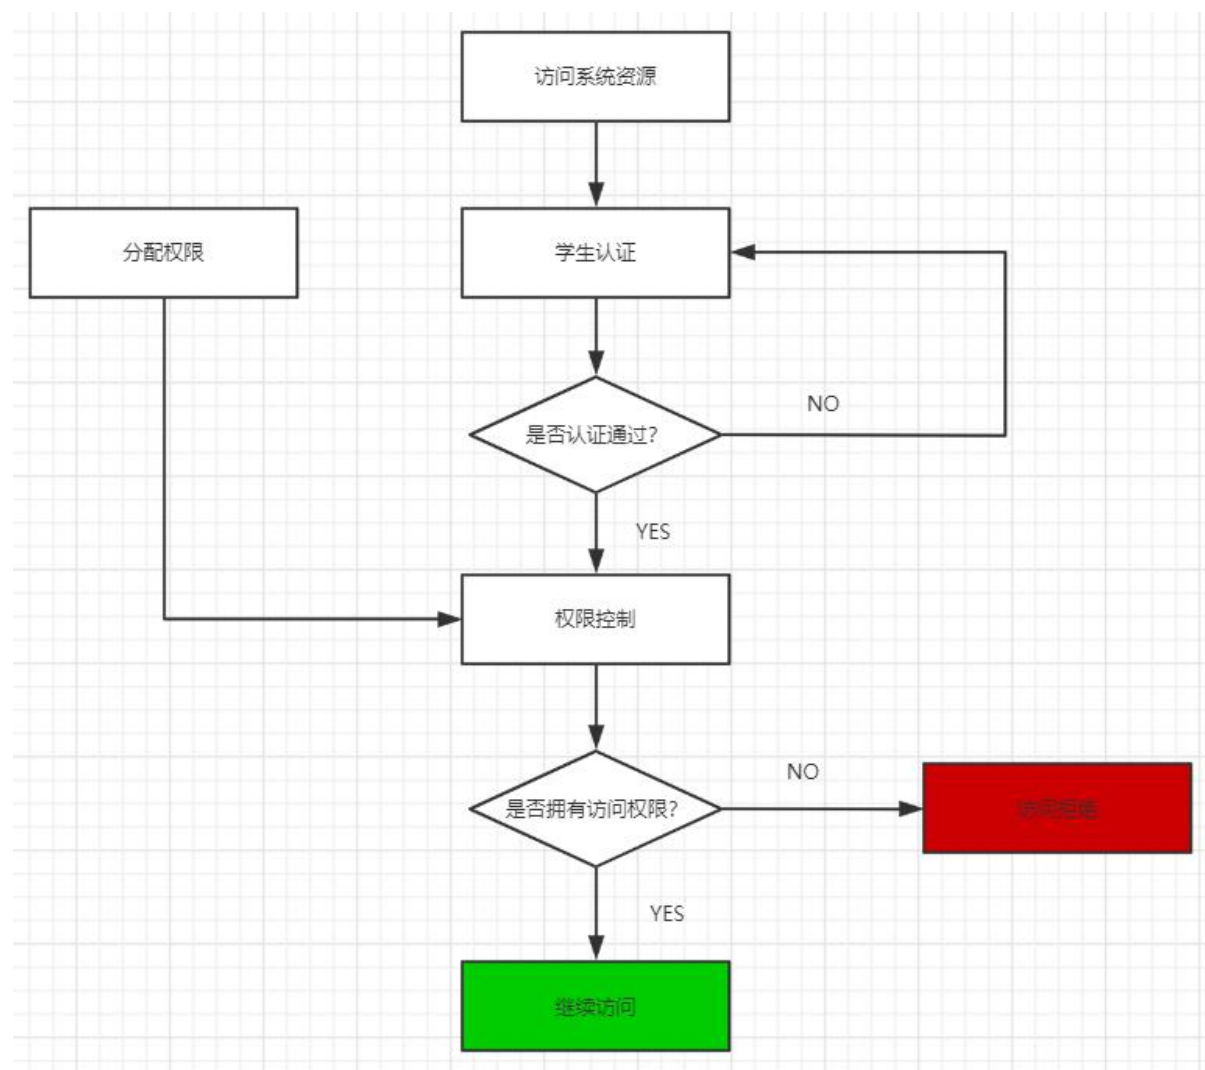 访问系统资源
分配权限
学生认证
是否认证通过?
NO
YES
权限控制
是否拥有访问权限?
NO
访问拒绝
YES
继续访问